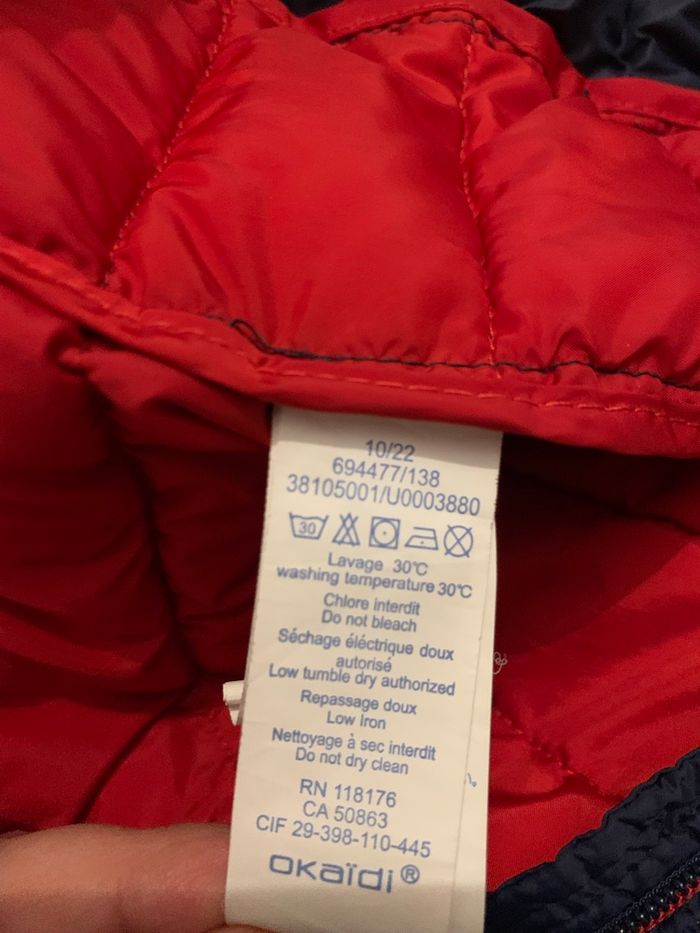 10/22
694477/138
38105001/U0003880
30
Lavage 30°C
washing temperature 30°C
Chlore interdit
Do not bleach
Séchage éléctrique doux
autorisé
Low tumble dry authorized
Repassage doux
Low Iron
Nettoyage à sec interdit
Do not dry clean
RN 118176
CA 50863
CIF 29-398-110-445
okaïdi®